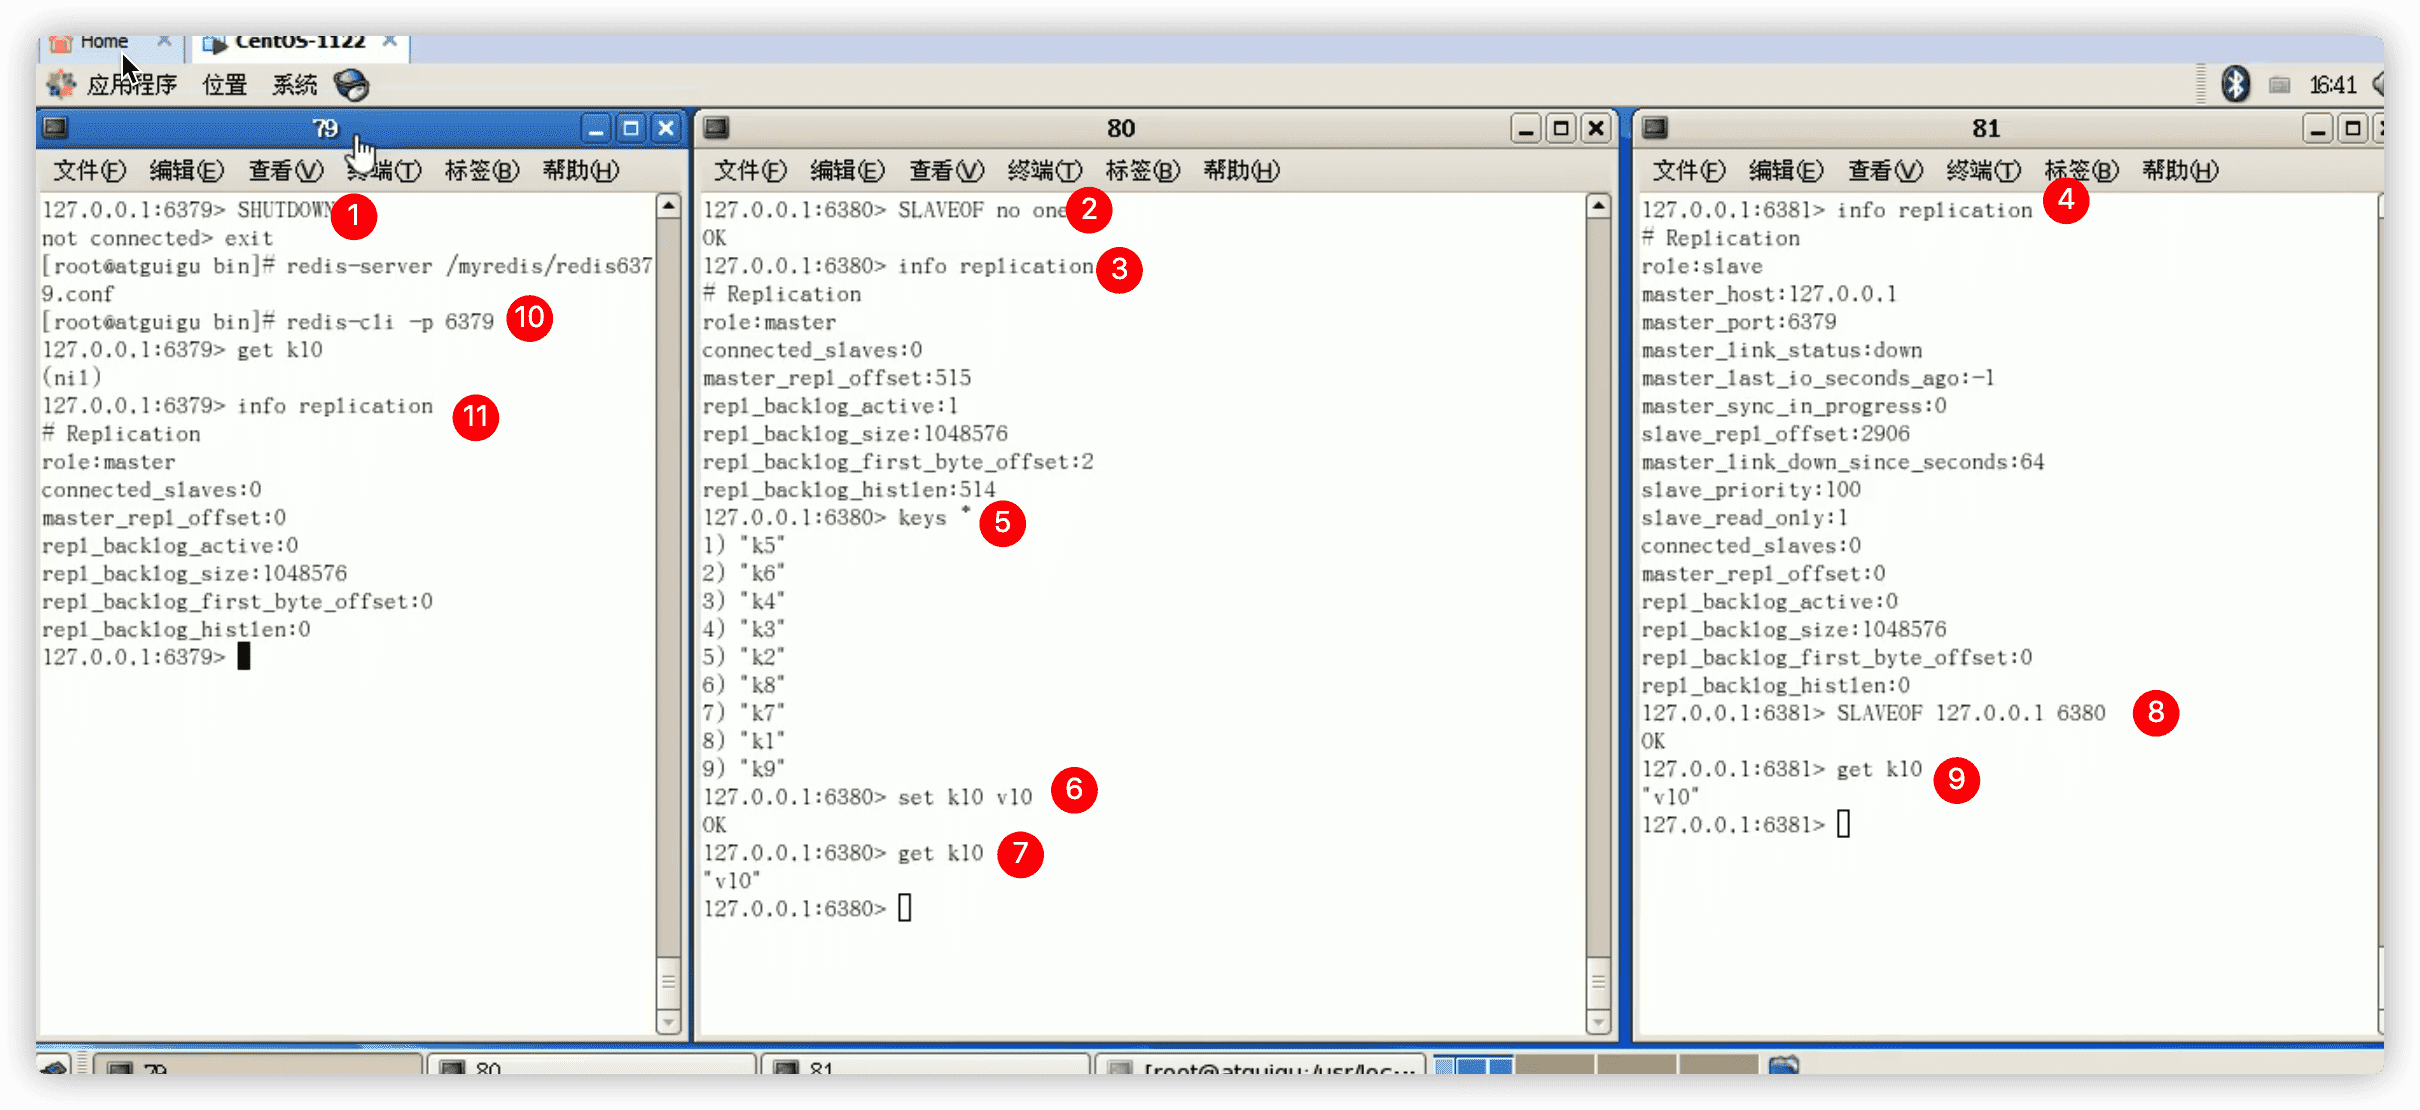 Home
CentOS-1122
应用程序 位置 系统
16:41
79
文件(F) 编辑(E) 查看(V) 终端(T) 标签(B) 帮助(H)
127.0.0.1:6379> SHUTDOWN
1
not connected> exit
[root@atguigu bin]# redis-server /myredis/redis637
9.conf
[root@atguigu bin]# redis-cli -p 6379
10
127.0.0.1:6379> get k10
(nil)
127.0.0.1:6379> info replication
11
# Replication
role:master
connected_slaves:0
master_repl_offset:0
repl_backlog_active:0
repl_backlog_size:1048576
repl_backlog_first_byte_offset:0
repl_backlog_histlen:0
127.0.0.1:6379>
80
文件(F) 编辑(E) 查看(V) 终端(T) 标签(B) 帮助(H)
127.0.0.1:6380> SLAVEOF no one
2
OK
127.0.0.1:6380> info replication
3
# Replication
role:master
connected_slaves:0
master_repl_offset:515
repl_backlog_active:1
repl_backlog_size:1048576
repl_backlog_first_byte_offset:2
repl_backlog_histlen:514
127.0.0.1:6380> keys *
5
1) "k5"
2) "k6"
3) "k4"
4) "k3"
5) "k2"
6) "k8"
7) "k7"
8) "k1"
9) "k9"
127.0.0.1:6380> set k10 v10
6
OK
127.0.0.1:6380> get k10
7
"v10"
127.0.0.1:6380>
81
文件(F) 编辑(E) 查看(V) 终端(T) 标签(B) 帮助(H)
127.0.0.1:6381> info replication
4
# Replication
role:slave
master_host:127.0.0.1
master_port:6379
master_link_status:down
master_last_io_seconds_ago:-1
master_sync_in_progress:0
slave_repl_offset:2906
master_link_down_since_seconds:64
slave_priority:100
slave_read_only:1
connected_slaves:0
master_repl_offset:0
repl_backlog_active:0
repl_backlog_size:1048576
repl_backlog_first_byte_offset:0
repl_backlog_histlen:0
127.0.0.1:6381> SLAVEOF 127.0.0.1 6380
8
OK
127.0.0.1:6381> get k10
9
"v10"
127.0.0.1:6381>
79
80
81
[root@atguigu:/usr/loc...